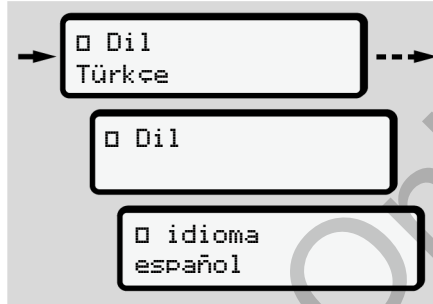 □ Dil
Türkçe
□ Dil
□ idioma
español